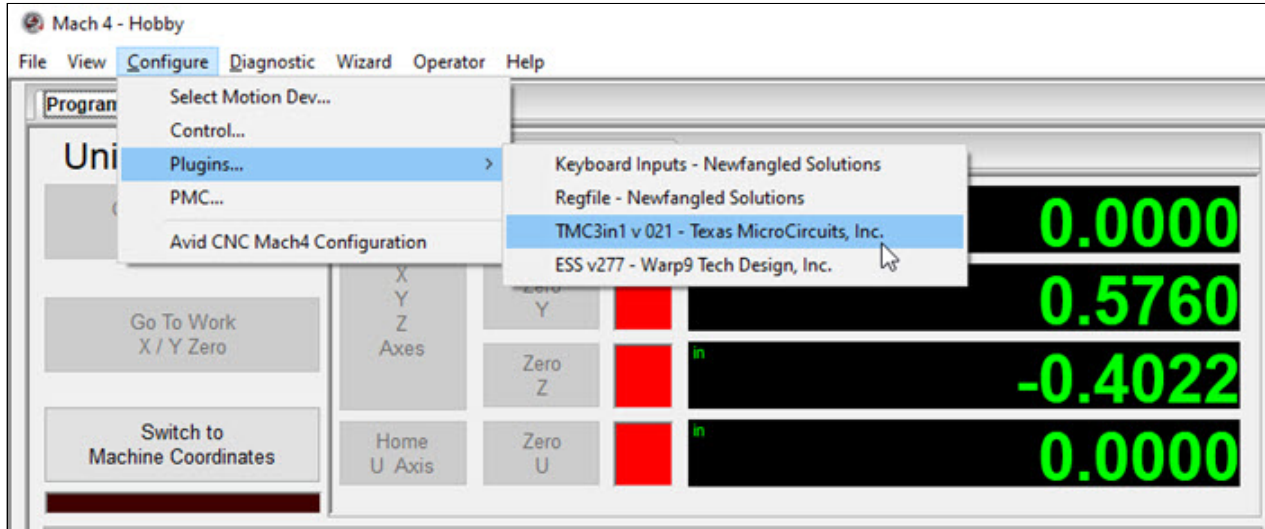 Mach 4 - Hobby
File View Configure Diagnostic Wizard Operator Help
Program
Select Motion Dev...
Control...
Plugins... >
PMC...
Avid CNC Mach4 Configuration
Keyboard Inputs - Newfangled Solutions
Regfile - Newfangled Solutions
TMC3in1 v 021 - Texas MicroCircuits, Inc.
ESS v277 - Warp9 Tech Design, Inc.
Uni
0.0000
X
Y
Z
Axes
Zero
Y
0.5760
Go To Work
X / Y Zero
Zero
Z
in
-0.4022
Switch to
Machine Coordinates
Home
U Axis
Zero
U
in
0.0000